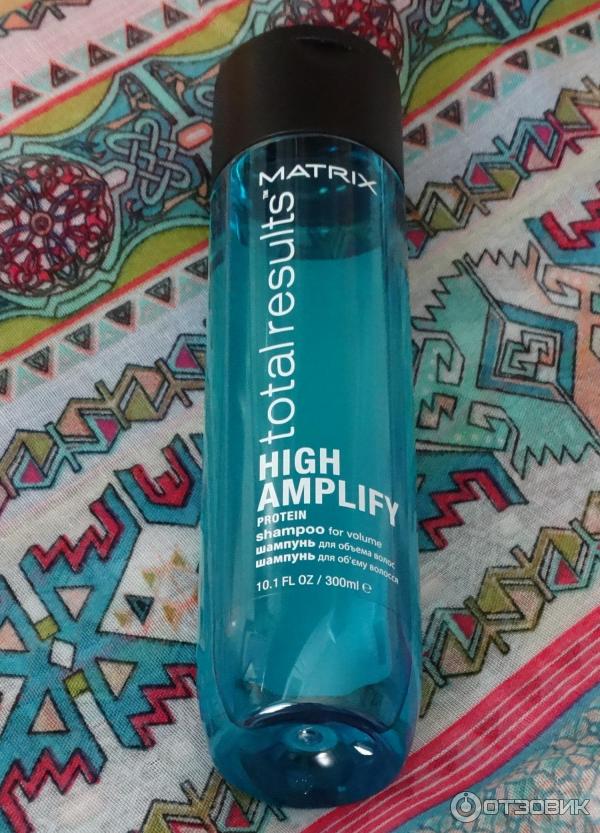 MATRIX
total results™
HIGH
AMPLIFY
PROTEIN
shampoo for volume
шампунь для объема волос
шампунь для об'єму волосся
10.1 FL OZ / 300ml ℮
ОТЗОВИК